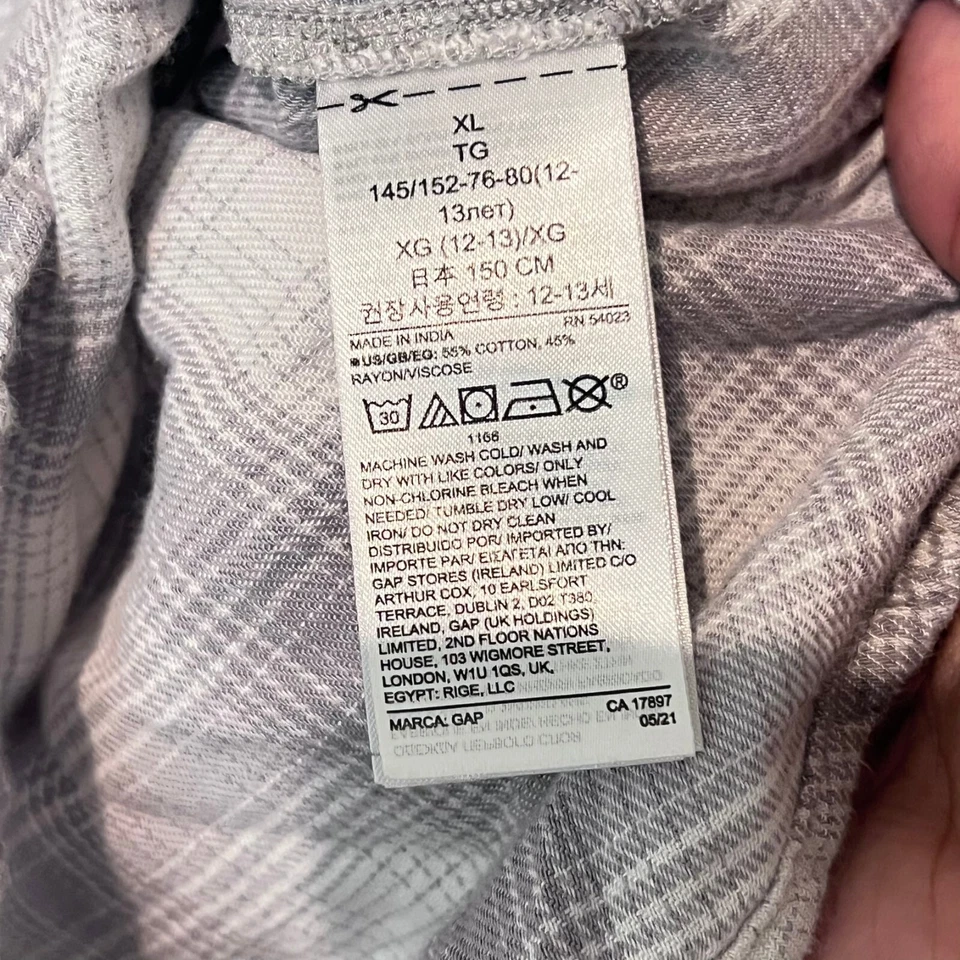 XL
TG
145/152-76-80(12-
13лет)
XG (12-13)/XG
日本 150 CM
권장사용연령 : 12-13세
RN 54023
MADE IN INDIA
US/GB/EG: 55% COTTON, 45%
RAYON/VISCOSE
30
®
1166
MACHINE WASH COLD/ WASH AND
DRY WITH LIKE COLORS/ ONLY
NON-CHLORINE BLEACH WHEN
NEEDED/ TUMBLE DRY LOW/ COOL
IRON/ DO NOT DRY CLEAN
DISTRIBUIDO POR/ IMPORTED BY/
IMPORTE PAR/ ΕΙΣΑΓΕΤΑΙ ΑΠΟ ΤΗΝ:
GAP STORES (IRELAND) LIMITED C/O
ARTHUR COX, 10 EARLSFORT
TERRACE, DUBLIN 2, D02 T380,
IRELAND, GAP (UK HOLDINGS)
LIMITED, 2ND FLOOR NATIONS
HOUSE, 103 WIGMORE STREET,
LONDON, W1U 1QS, UK,
EGYPT: RIGE, LLC
MARCA: GAP
CA 17897
05/21